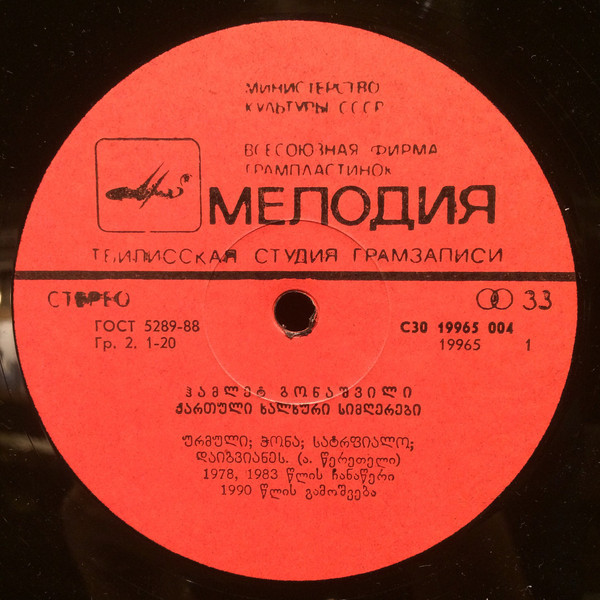 МИНИСТЕРСТВО
КУЛЬТУРЫ СССР
ВСЕСОЮЗНАЯ ФИРМА
ГРАМПЛАСТИНОК
МЕЛОДИЯ
ТБИЛИССКАЯ СТУДИЯ ГРАМЗАПИСИ
СТЕРЕО
33
ГОСТ 5289-88
Гр. 2. 1-20
С30 19965 004
19965 1
ჰამლეტ გონაშვილი
ქართული ხალხური სიმღერები
ურმული; ჭონა; სატრფიალო;
დაიგვიანეს. (ა. წერეთელი)
1978, 1983 წლის ჩანაწერი
1990 წლის გამოშვება